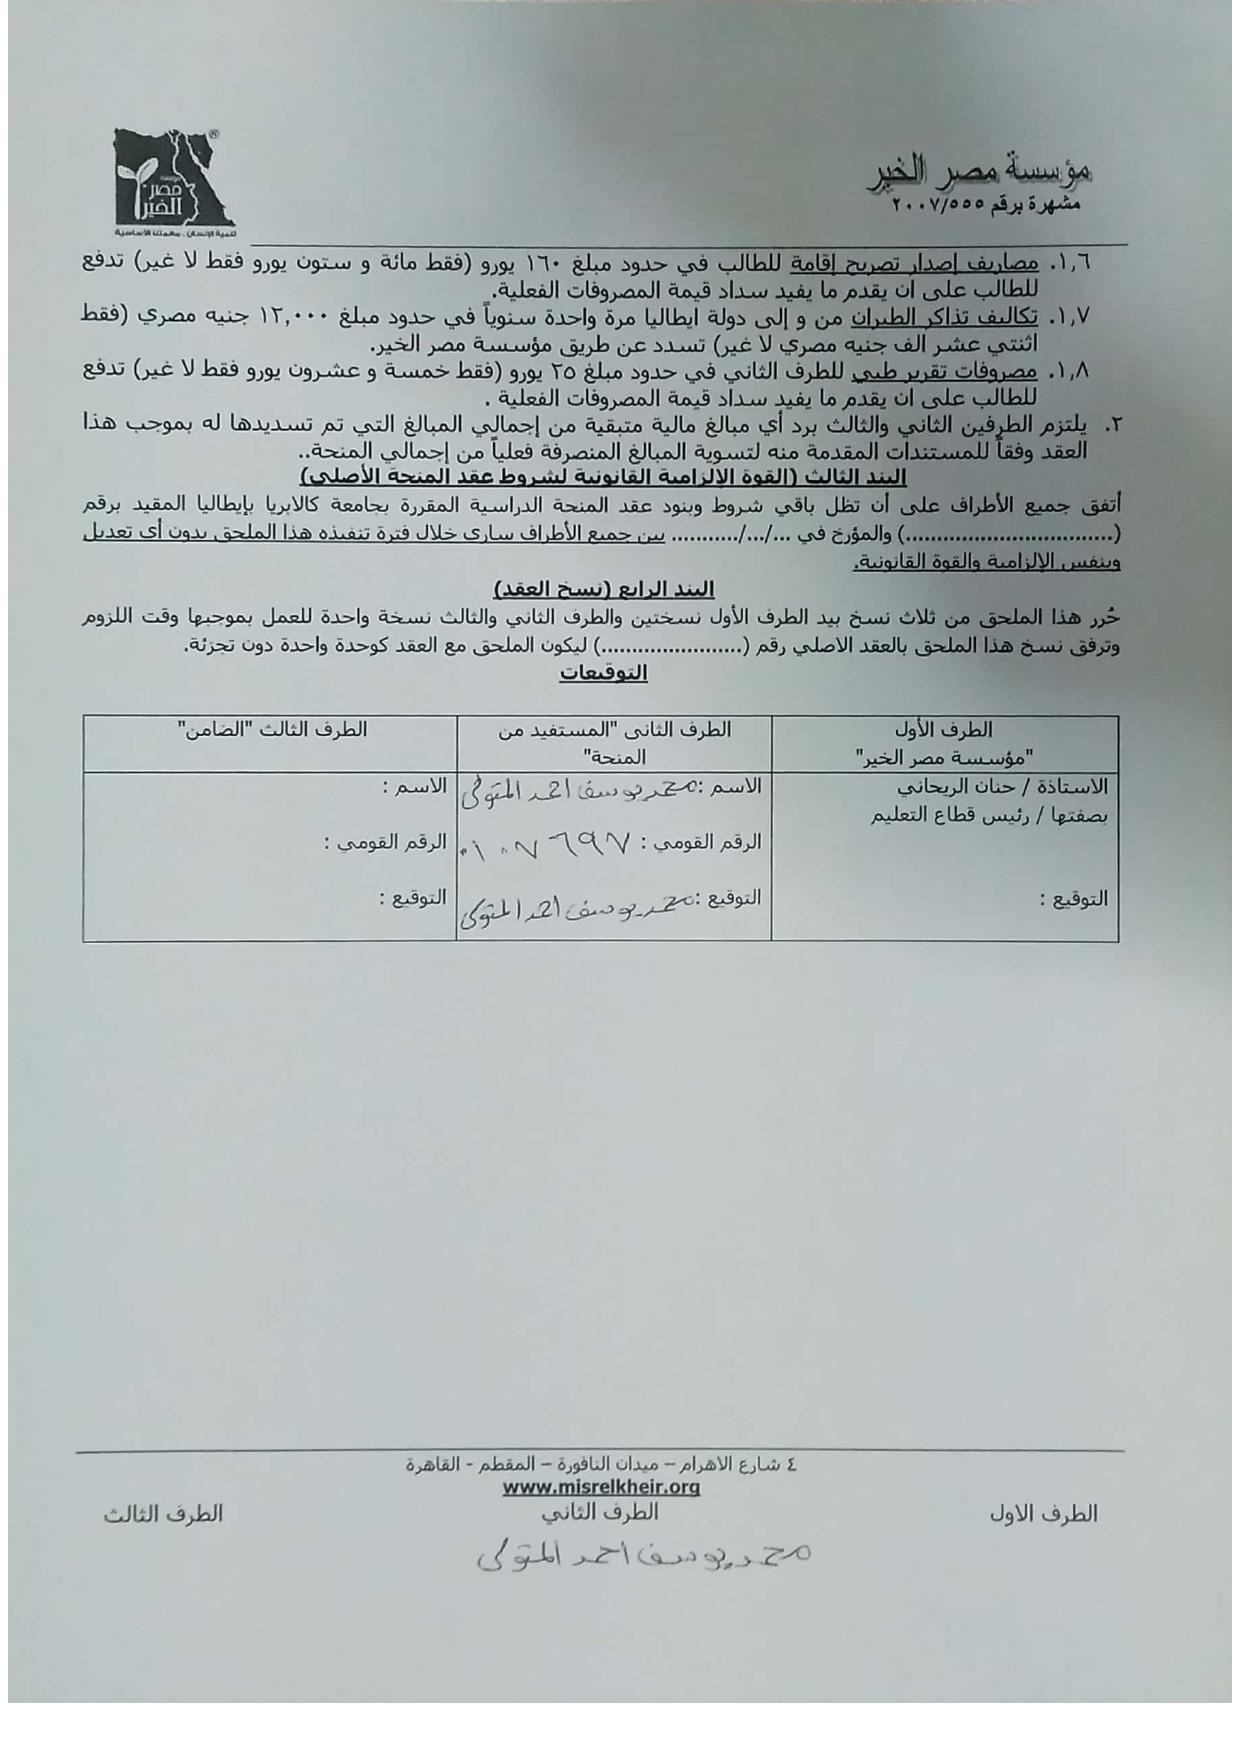 مؤسسة مصر الخير
مشهرة برقم ٢٠٠٧/٥٥٥
مؤسسة
مصر
الخير
®
تنمية الإنسان . مهمتنا الأساسية
١,٦. مصاريف إصدار تصريح إقامة للطالب في حدود مبلغ ١٦٠ يورو (فقط مائة و ستون يورو فقط لا غير) تدفع
للطالب على ان يقدم ما يفيد سداد قيمة المصروفات الفعلية.
١,٧. تكاليف تذاكر الطيران من و إلى دولة ايطاليا مرة واحدة سنوياً في حدود مبلغ ١٢,٠٠٠ جنيه مصري (فقط
اثنتي عشر الف جنيه مصري لا غير) تسدد عن طريق مؤسسة مصر الخير.
١,٨. مصروفات تقرير طبي للطرف الثاني في حدود مبلغ ٢٥ يورو (فقط خمسة و عشرون يورو فقط لا غير) تدفع
للطالب على ان يقدم ما يفيد سداد قيمة المصروفات الفعلية .
٢. يلتزم الطرفين الثاني والثالث برد أي مبالغ مالية متبقية من إجمالي المبالغ التي تم تسديدها له بموجب هذا
العقد وفقاً للمستندات المقدمة منه لتسوية المبالغ المنصرفة فعلياً من إجمالي المنحة..
البند الثالث (القوة الإلزامية القانونية لشروط عقد المنحة الأصلي)
أتفق جميع الأطراف على أن تظل باقي شروط وبنود عقد المنحة الدراسية المقررة بجامعة كالابريا بإيطاليا المقيد برقم
(.................................) والمؤرخ في .../.../........... بين جميع الأطراف سارى خلال فترة تنفيذه هذا الملحق بدون أى تعديل
وبنفس الإلزامية والقوة القانونية.
البند الرابع (نسخ العقد)
حُرر هذا الملحق من ثلاث نسخ بيد الطرف الأول نسختين والطرف الثاني والثالث نسخة واحدة للعمل بموجبها وقت اللزوم
وترفق نسخ هذا الملحق بالعقد الاصلي رقم (.......................) ليكون الملحق مع العقد كوحدة واحدة دون تجزئة.
التوقيعات
الطرف الأول
"مؤسسة مصر الخير"
الطرف الثانى "المستفيد من
المنحة"
الطرف الثالث "الضامن"
الاستاذة / حنان الريحاني
بصفتها / رئيس قطاع التعليم
التوقيع :
الاسم :محمد يوسف احمد المتولى
الرقم القومي : ٠١٠٧٦٩٧
التوقيع :محمد يوسف احمد المتولى
الاسم :
الرقم القومي :
التوقيع :
٤ شارع الاهرام – ميدان النافورة – المقطم - القاهرة
www.misrelkheir.org
الطرف الاول
الطرف الثاني
الطرف الثالث
محمد يوسف احمد المتولى